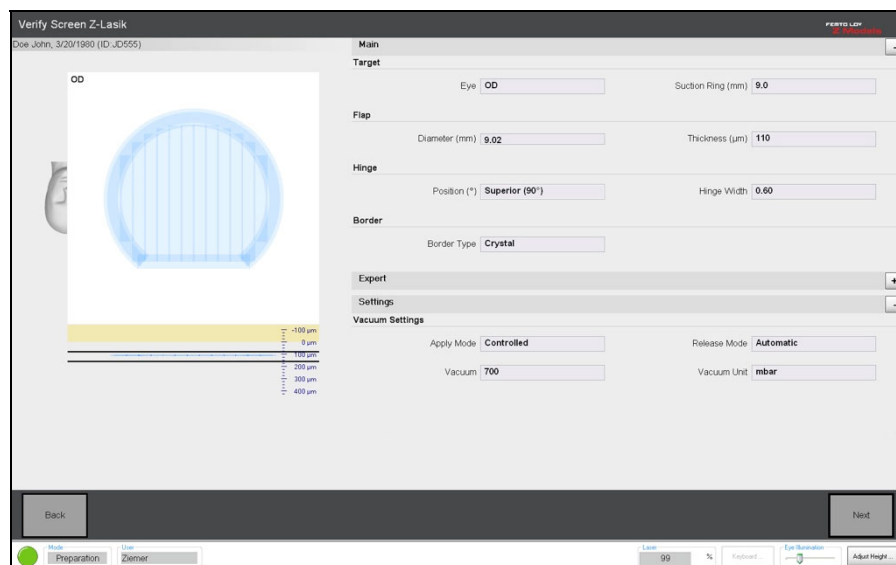 Verify Screen Z-Lasik
FEMTO LDV
Z Models
Doe John, 3/20/1980 (ID:JD555)
OD
-100 µm
0 µm
100 µm
200 µm
300 µm
400 µm
Main
-
Target
Eye OD Suction Ring (mm) 9.0
Flap
Diameter (mm) 9.02 Thickness (µm) 110
Hinge
Position (°) Superior (90°) Hinge Width 0.60
Border
Border Type Crystal
Expert
+
Settings
-
Vacuum Settings
Apply Mode Controlled Release Mode Automatic
Vacuum 700 Vacuum Unit mbar
Back Next
Mode User Laser Eye Illumination
Preparation Ziemer 99 % Keyboard... Adjust Height...